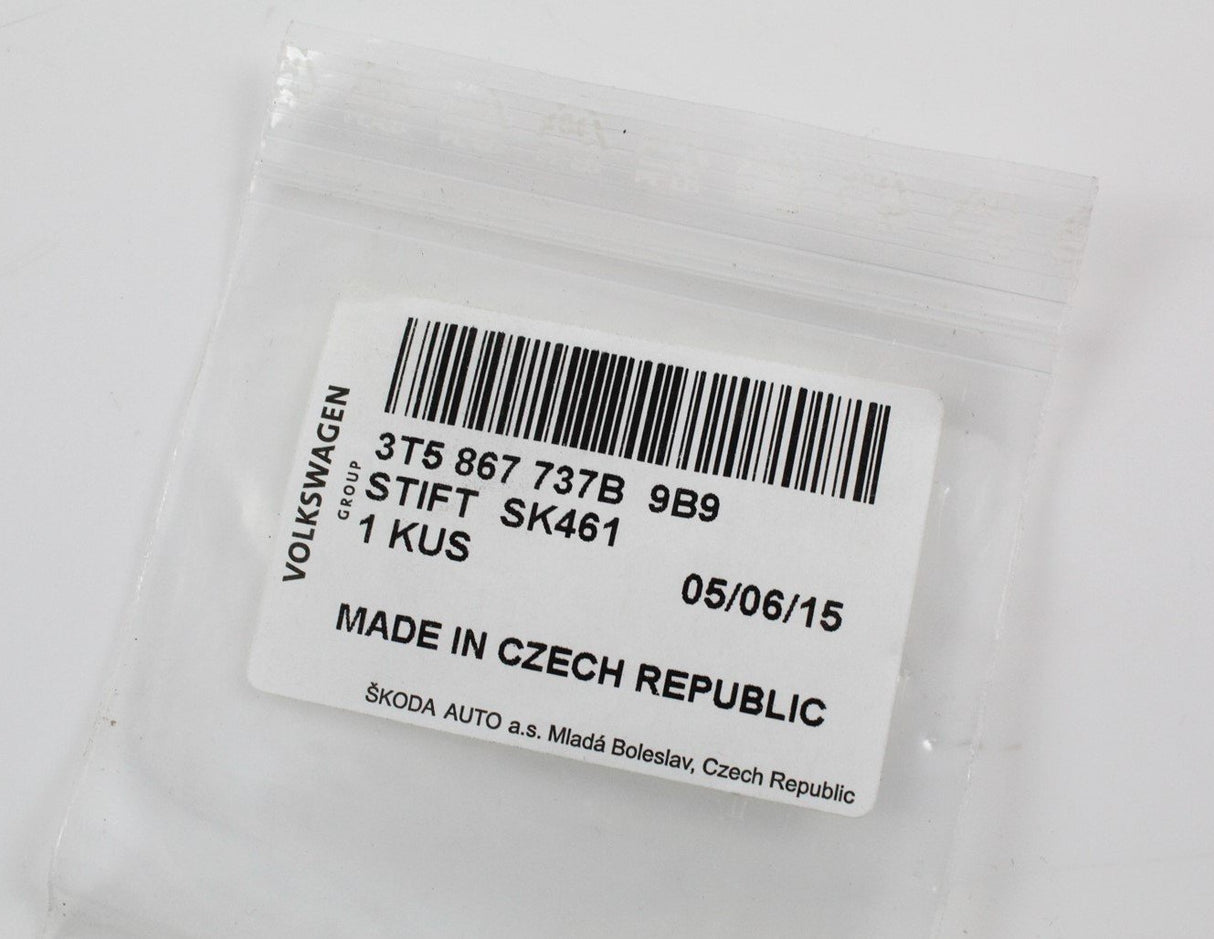 VOLKSWAGEN
GROUP
3T5 867 737B 9B9
STIFT SK461
1 KUS
05/06/15
MADE IN CZECH REPUBLIC
ŠKODA AUTO a.s. Mladá Boleslav, Czech Republic